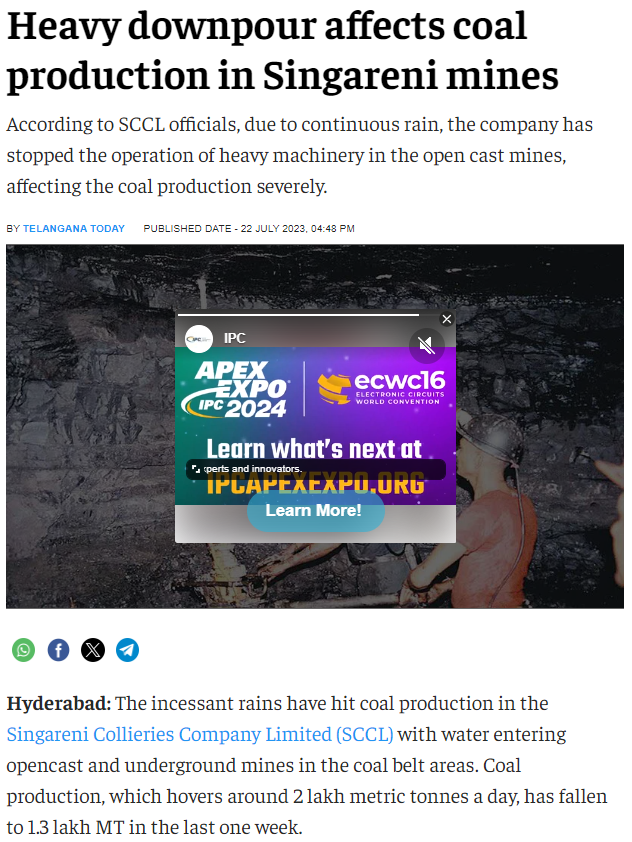 Heavy downpour affects coal
production in Singareni mines
According to SCCL officials, due to continuous rain, the company has
stopped the operation of heavy machinery in the open cast mines,
affecting the coal production severely.
BY TELANGANA TODAY PUBLISHED DATE - 22 JULY 2023, 04:48 PM
IPC
APEX
EXPO
IPC 2024
ecwc16
ELECTRONIC CIRCUITS
WORLD CONVENTION
Learn what's next at
xperts and innovators.
IPCAPEXEXPO.ORG
Learn More!
Hyderabad: The incessant rains have hit coal production in the
Singareni Collieries Company Limited (SCCL) with water entering
opencast and underground mines in the coal belt areas. Coal
production, which hovers around 2 lakh metric tonnes a day, has fallen
to 1.3 lakh MT in the last one week.